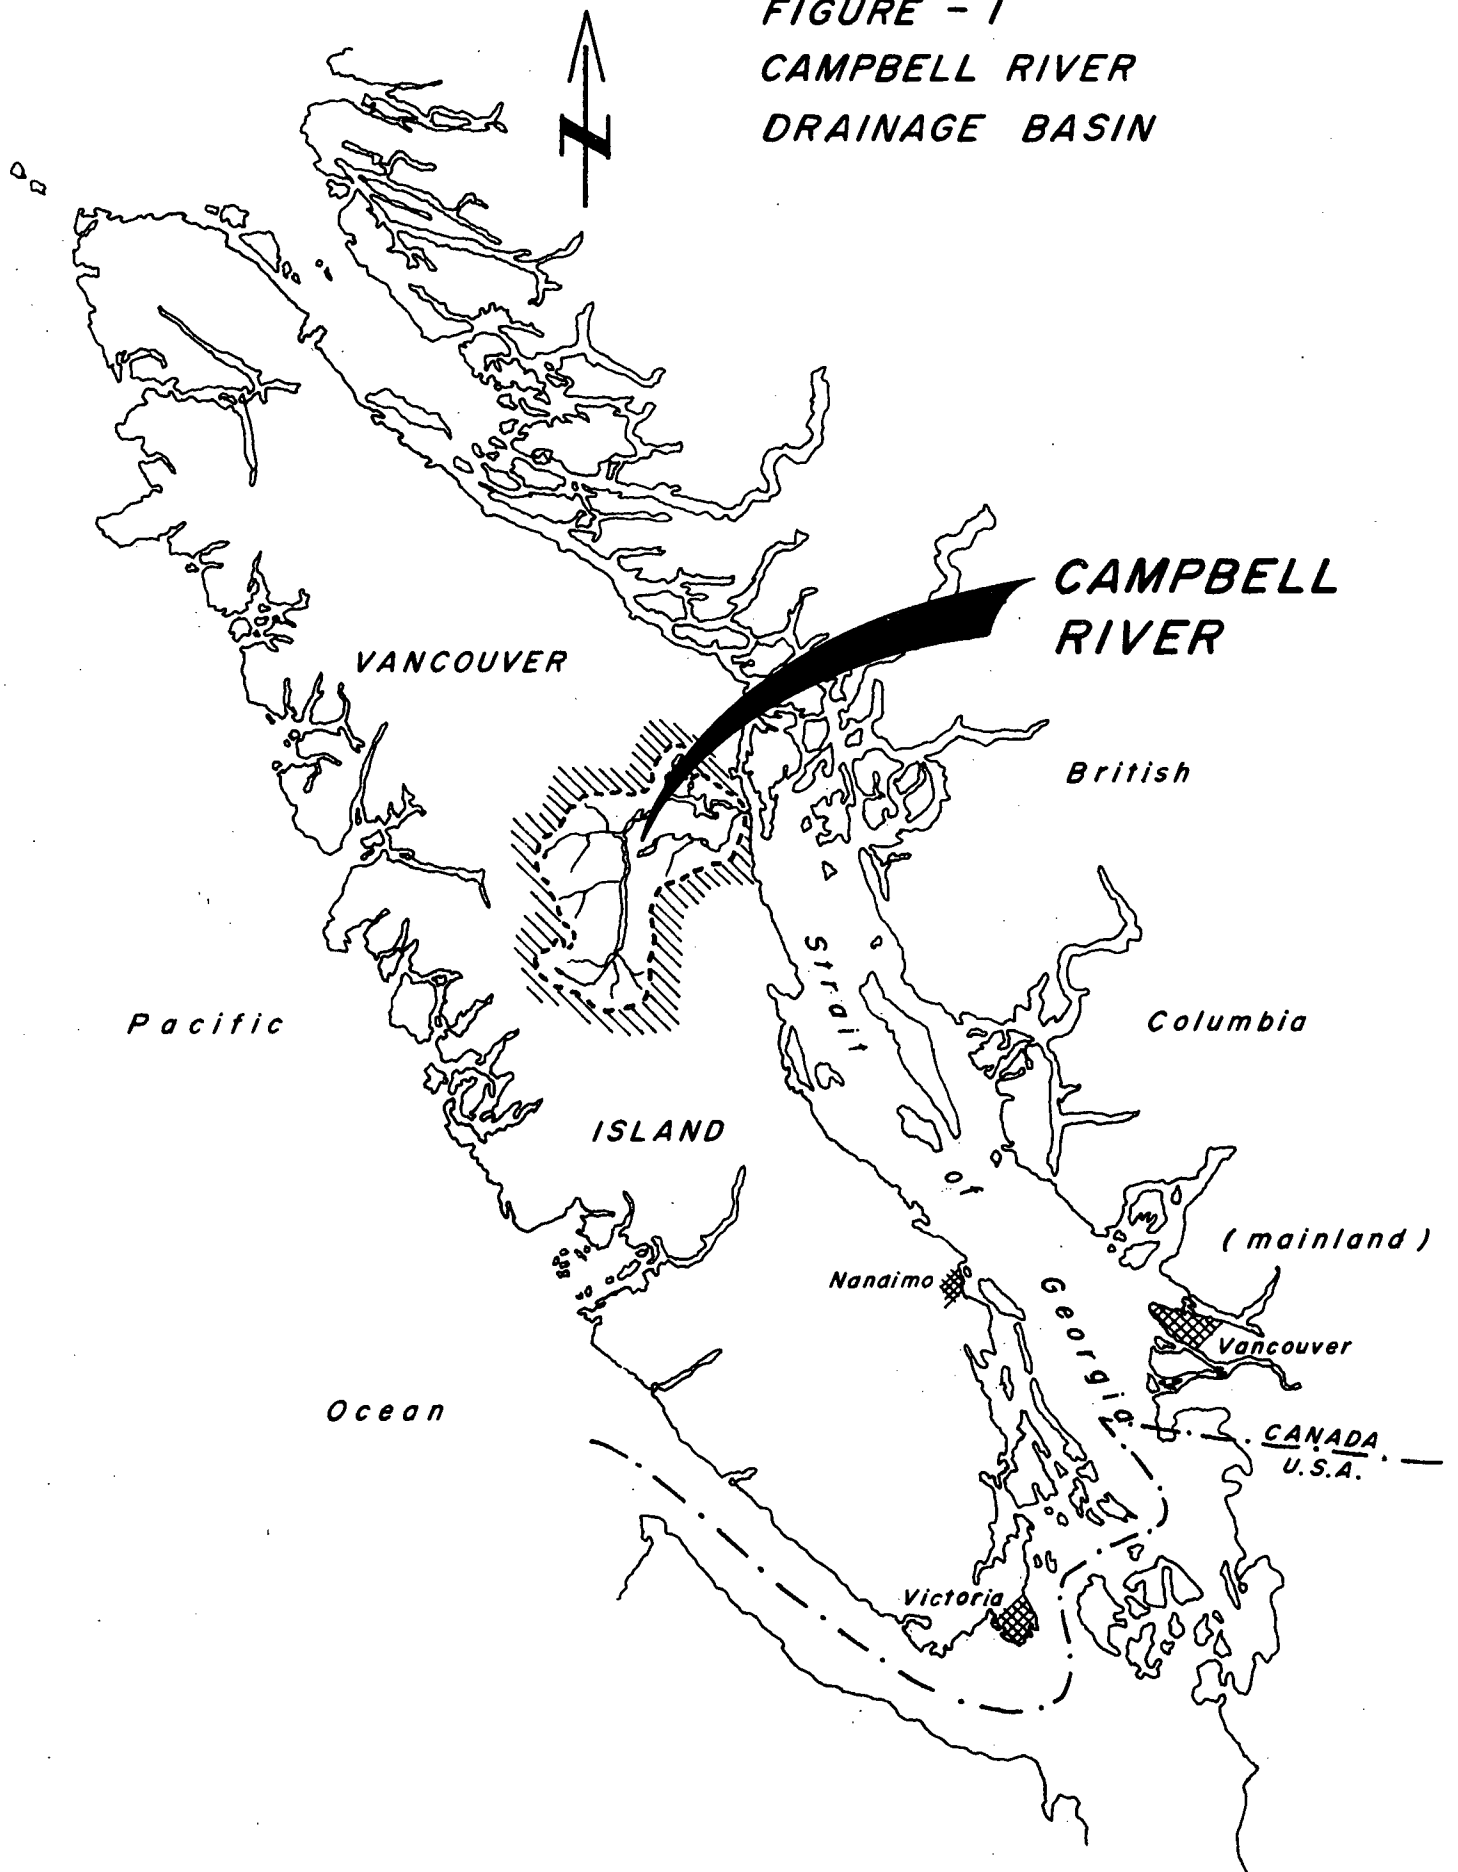 FIGURE - 1
CAMPBELL RIVER
DRAINAGE BASIN
N
CAMPBELL
RIVER
VANCOUVER
British
Strait
Pacific
Columbia
ISLAND
of
(mainland)
Nanaimo
Georgia
Vancouver
Ocean
CANADA
U.S.A.
Victoria